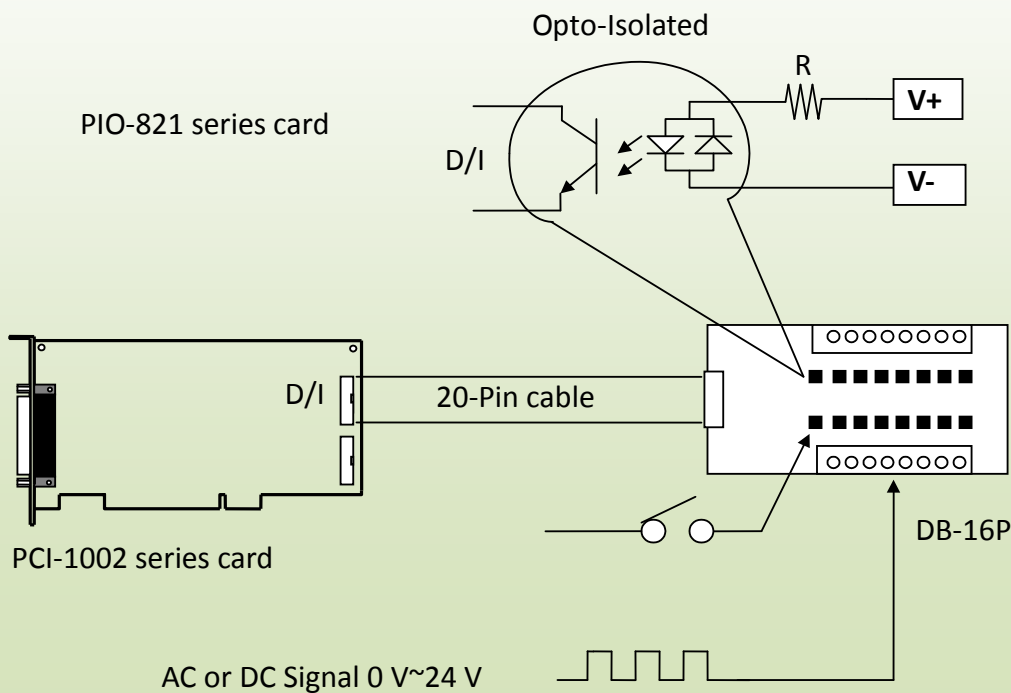 Opto-Isolated
R
V+
PIO-821 series card
D/I
V-
D/I
20-Pin cable
DB-16P
PCI-1002 series card
AC or DC Signal 0 V~24 V